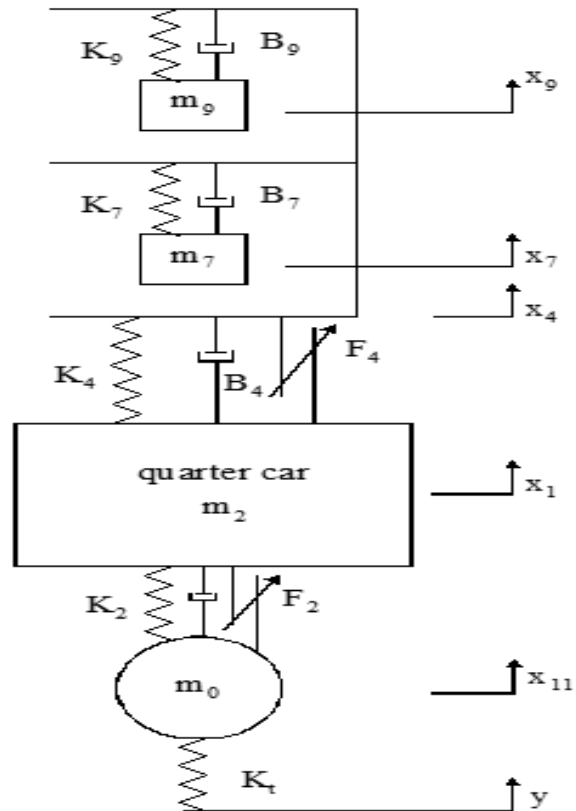 K₉ B₉
m₉ x₉
K₇ B₇
m₇ x₇
x₄
K₄ B₄ F₄
quarter car
m₂ x₁
K₂ F₂
m₀ x₁₁
Kₜ y